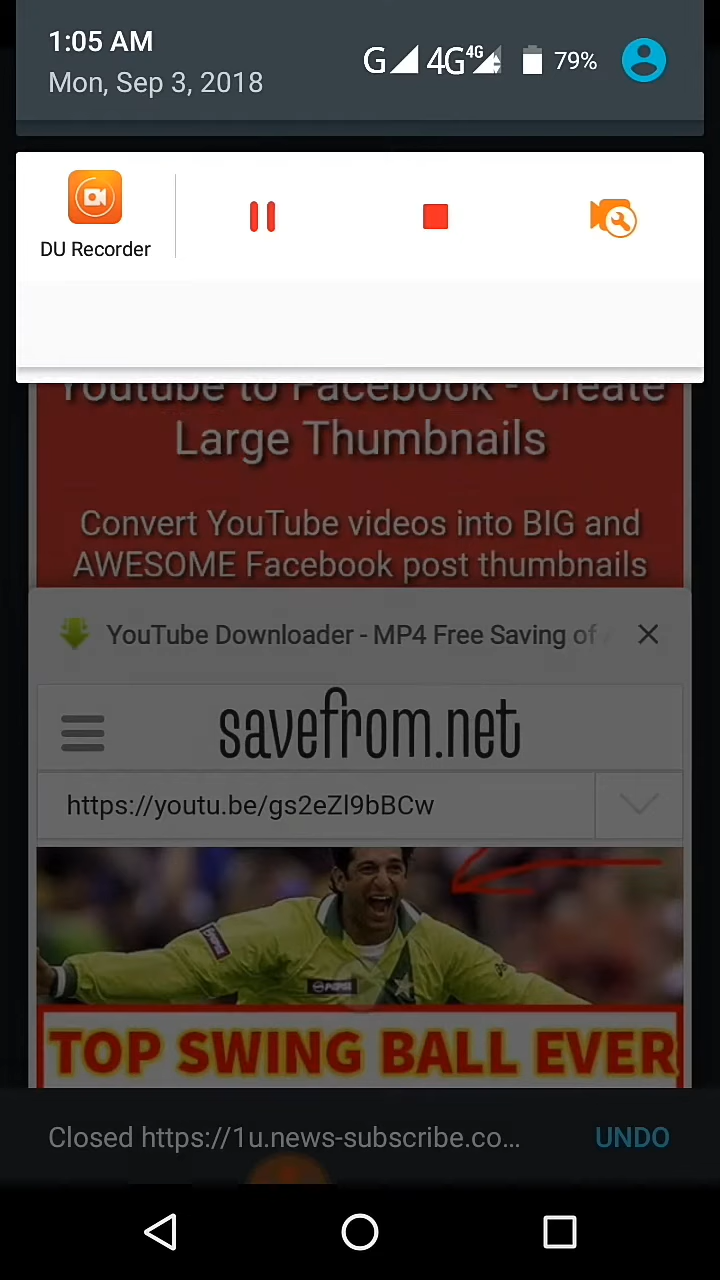 1:05 AM
Mon, Sep 3, 2018
G 4G 4G 79%
DU Recorder
Youtube to Facebook - Create
Large Thumbnails
Convert YouTube videos into BIG and
AWESOME Facebook post thumbnails
YouTube Downloader - MP4 Free Saving of
savefrom.net
https://youtu.be/gs2eZl9bBCw
PEPSI
TOP SWING BALL EVER
Closed https://1u.news-subscribe.co...
UNDO